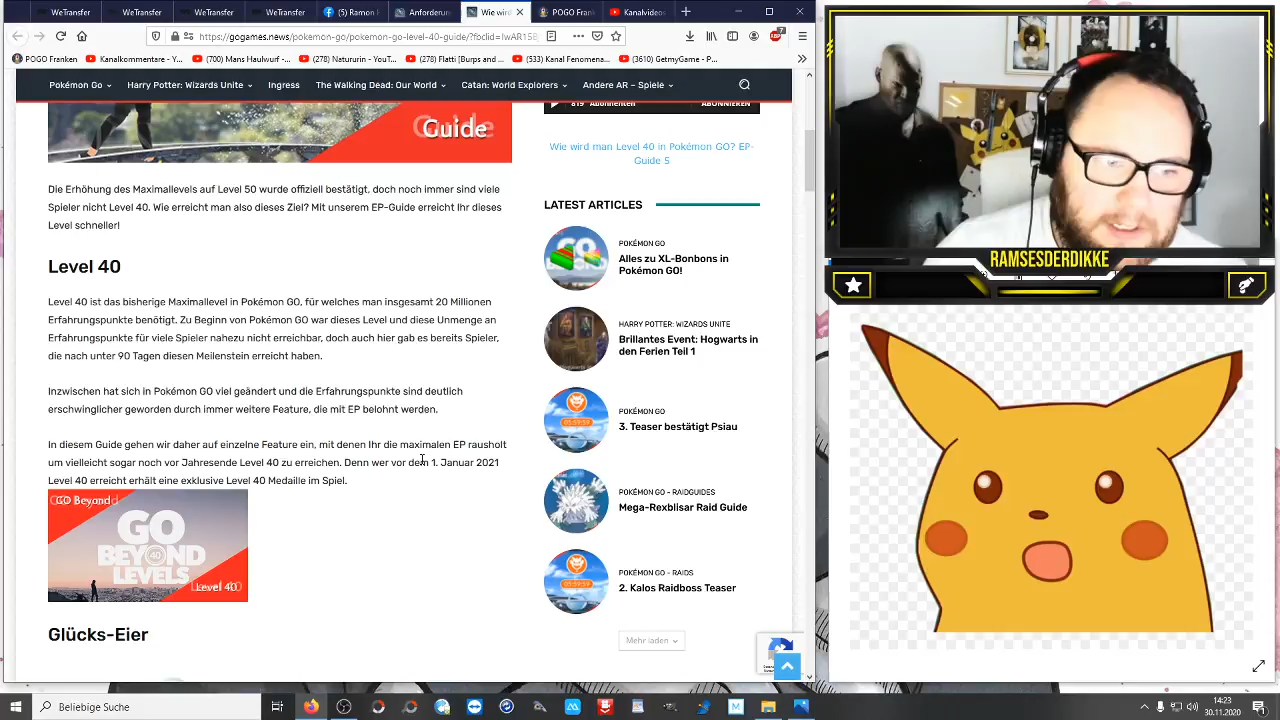 WeTransfer
WeTransfer
WeTransfer
(5) Ramon
Änderunge
Wie wird
POGO Frank
Kanalvideos
https://gogames.news/pokemon-go/pokemon-go-level-40-guide/?fbclid=IwAR158
POGO Franken
Kanalkommentare - Y...
(700) Mans Haulwurf - ...
(278) Natururin - YouT...
(278) Flatti [Burps and ...
(533) Kanal Fenomena...
(3610) GetmyGame - P...
Pokémon Go
Harry Potter: Wizards Unite
Ingress
The Walking Dead: Our World
Catan: World Explorers
Andere AR – Spiele
Guide
819 Abonnenten
ABONNIEREN
Wie wird man Level 40 in Pokémon GO? EP-
Guide 5
Die Erhöhung des Maximallevels auf Level 50 wurde offiziell bestätigt, doch noch immer sind viele
Spieler nicht Level 40. Wie erreicht man also dieses Ziel? Mit unserem EP-Guide erreicht Ihr dieses
Level schneller!
Level 40
Level 40 ist das bisherige Maximallevel in Pokémon GO, für welches man insgesamt 20 Millionen
Erfahrungspunkte benötigt. Zu Beginn von Pokémon GO war dieses Level und diese Unmenge an
Erfahrungspunkte für viele Spieler nahezu nicht erreichbar, doch auch hier gab es bereits Spieler,
die nach unter 90 Tagen diesen Meilenstein erreicht haben.
Inzwischen hat sich in Pokémon GO viel geändert und die Erfahrungspunkte sind deutlich
erschwinglicher geworden durch immer weitere Feature, die mit EP belohnt werden.
In diesem Guide gehen wir daher auf einzelne Feature ein, mit denen Ihr die maximalen EP rausholt
um vielleicht sogar noch vor Jahresende Level 40 zu erreichen. Denn wer vor dem 1. Januar 2021
Level 40 erreicht erhält eine exklusive Level 40 Medaille im Spiel.
GO Beyond
GO
BEYOND
40
LEVELS
Level 40
Glücks-Eier
LATEST ARTICLES
POKÉMON GO
Alles zu XL-Bonbons in
Pokémon GO!
HARRY POTTER: WIZARDS UNITE
Brillantes Event: Hogwarts in
den Ferien Teil 1
POKÉMON GO
3. Teaser bestätigt Psiau
POKÉMON GO - RAIDGUIDES
Mega-Rexblisar Raid Guide
POKÉMON GO - RAIDS
2. Kalos Raidboss Teaser
Mehr laden
RAMSESDERDIKKE
Beliebige Suche
14:23
30.11.2020